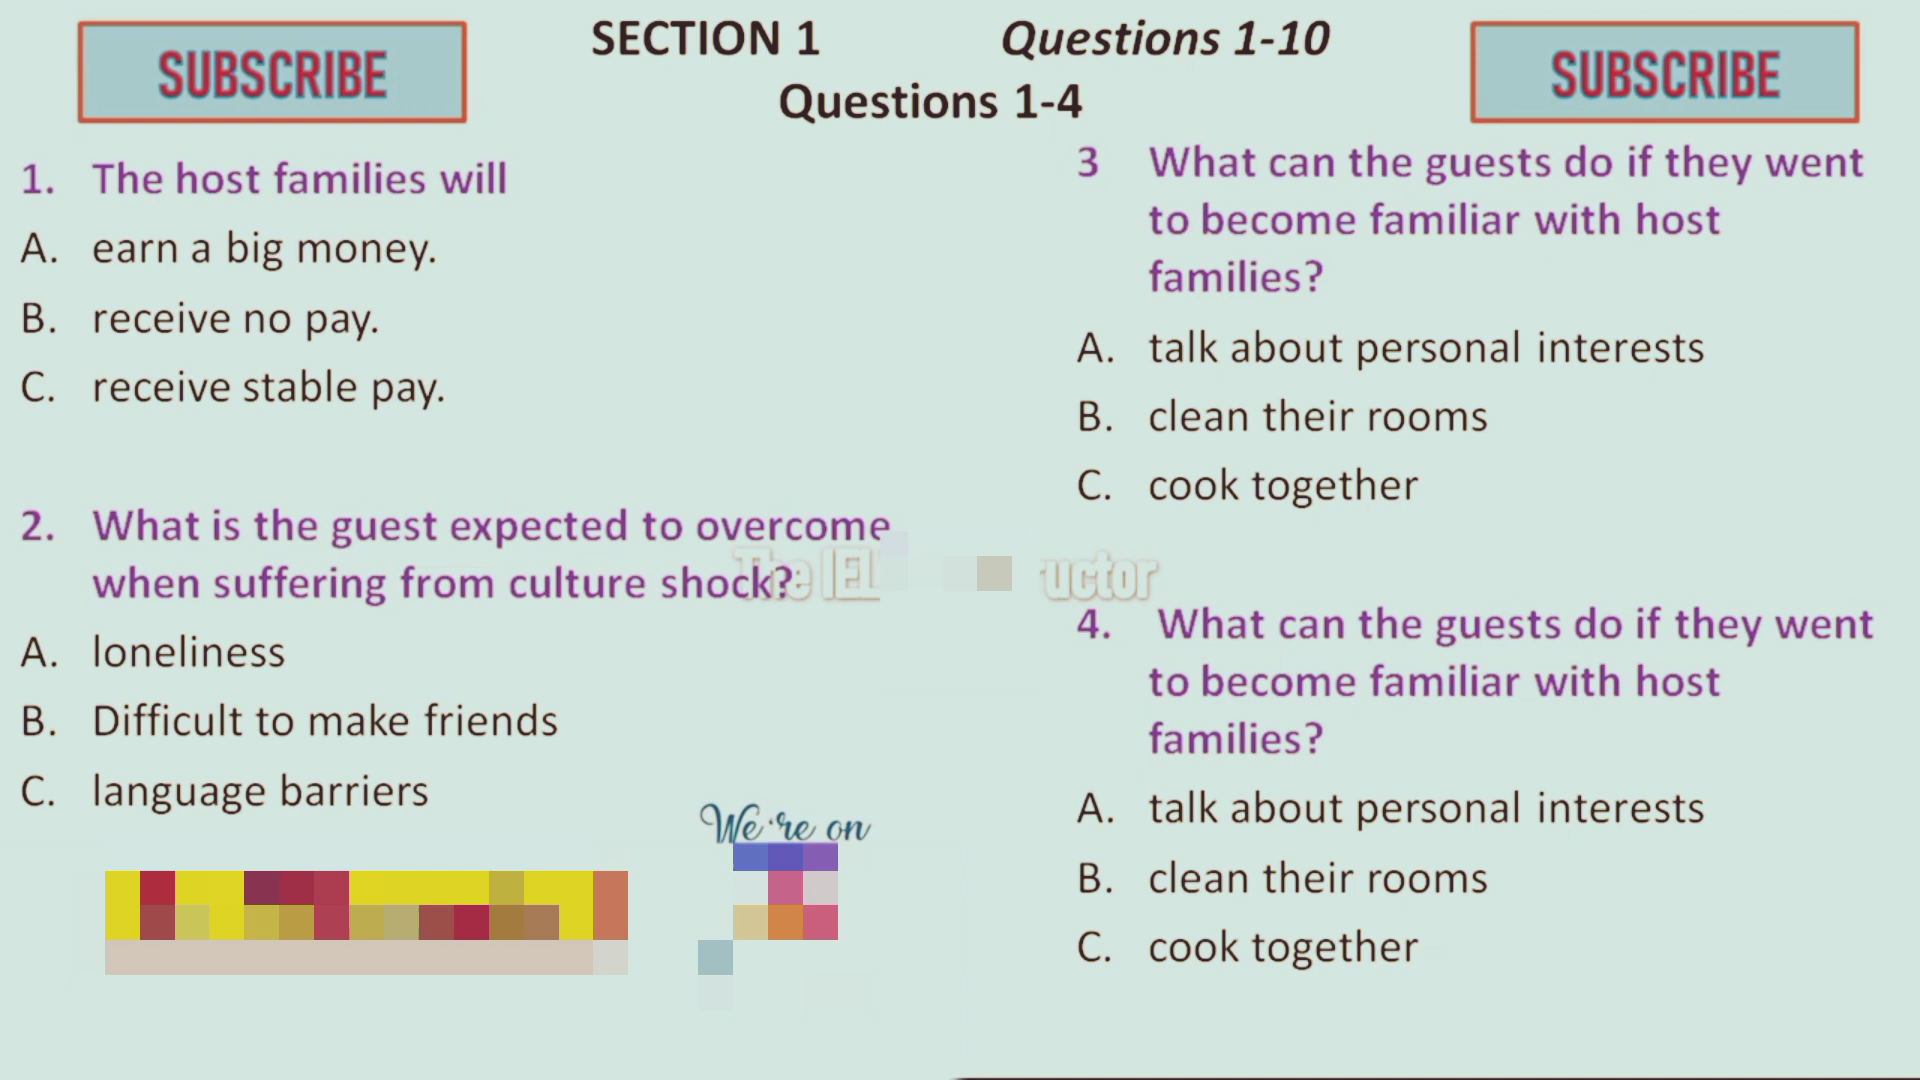 SUBSCRIBE
SECTION 1 Questions 1-10
Questions 1-4
SUBSCRIBE
1. The host families will
A. earn a big money.
B. receive no pay.
C. receive stable pay.
2. What is the guest expected to overcome
when suffering from culture shock?
A. loneliness
B. Difficult to make friends
C. language barriers
We're on
The
3 What can the guests do if they went
to become familiar with host
families?
A. talk about personal interests
B. clean their rooms
C. cook together
4. What can the guests do if they went
to become familiar with host
families?
A. talk about personal interests
B. clean their rooms
C. cook together